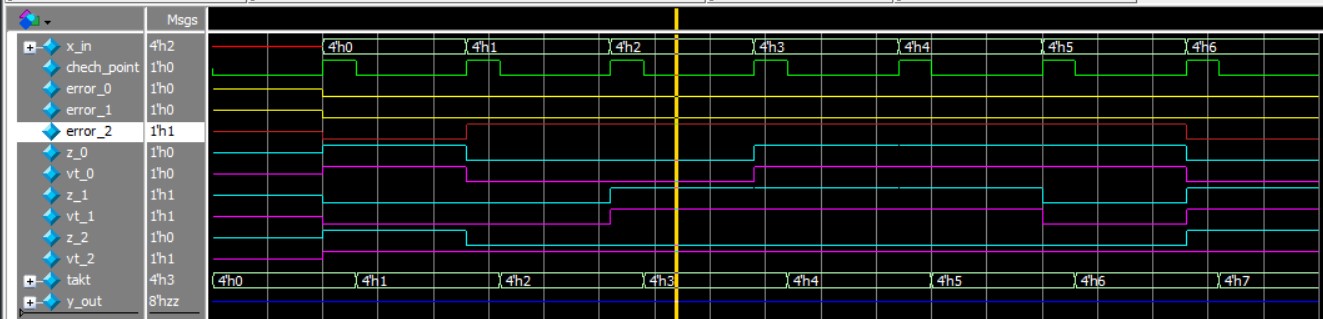 Msgs
x_in 4'h2 4'h0 4'h1 4'h2 4'h3 4'h4 4'h5 4'h6
chech_point 1'h0
error_0 1'h0
error_1 1'h0
error_2 1'h1
z_0 1'h0
vt_0 1'h0
z_1 1'h1
vt_1 1'h1
z_2 1'h0
vt_2 1'h1
takt 4'h3 4'h0 4'h1 4'h2 4'h3 4'h4 4'h5 4'h6 4'h7
y_out 8'hzz